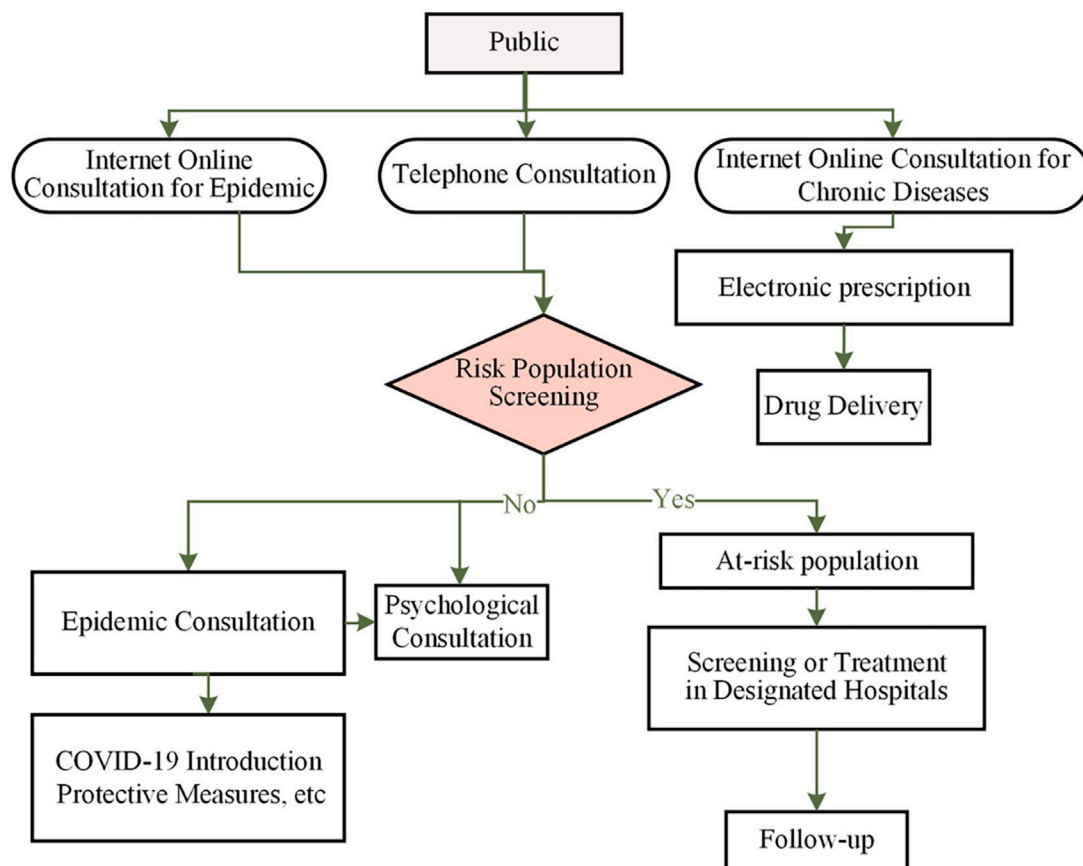 Public
Internet Online
Consultation for Epidemic
Telephone Consultation
Internet Online Consultation for
Chronic Diseases
Electronic prescription
Drug Delivery
Risk Population
Screening
No
Yes
Epidemic Consultation
Psychological
Consultation
At-risk population
Screening or Treatment
in Designated Hospitals
COVID-19 Introduction
Protective Measures, etc
Follow-up